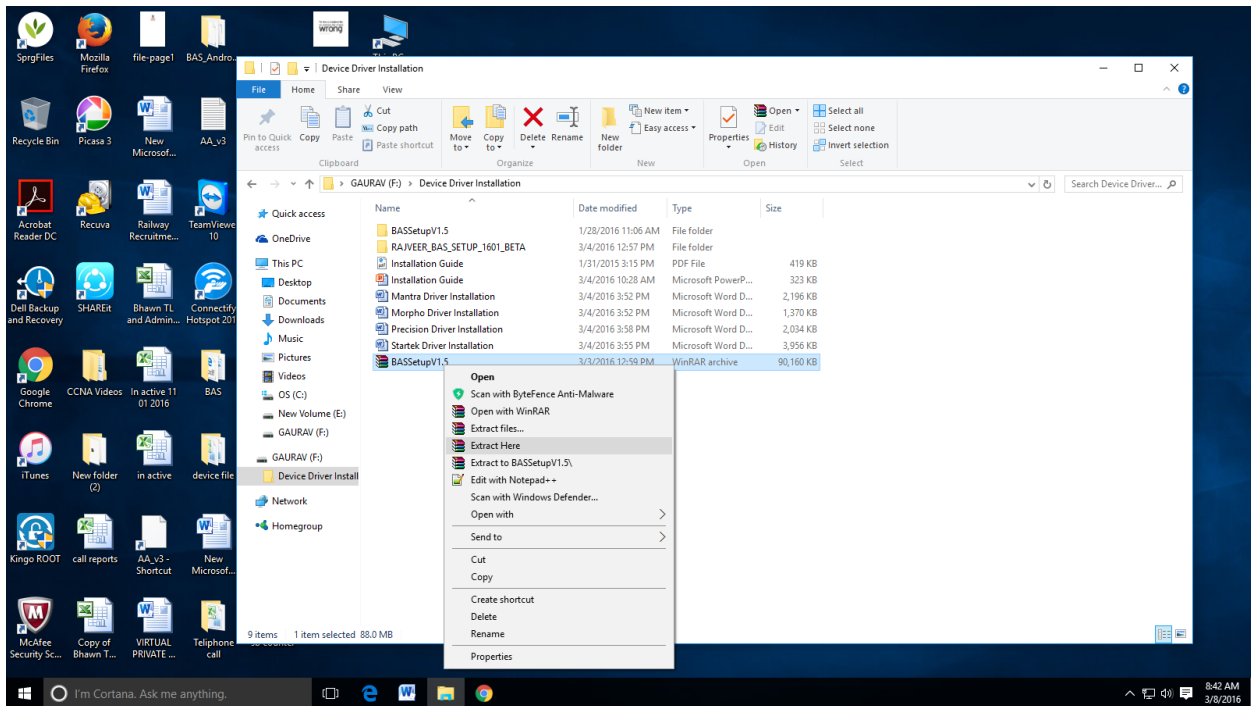 wrong
SprgFiles
Mozilla
Firefox
file-page1
BAS_Andro..
Recycle Bin
Picasa 3
New
Microsof...
AA_v3
Acrobat
Reader DC
Recuva
Railway
Recruitme...
TeamViewe
10
Dell Backup
and Recovery
SHAREit
Bhawn TL
and Admin...
Connectify
Hotspot 201
Google
Chrome
CCNA Videos
In active 11
01 2016
BAS
iTunes
New folder
(2)
in active
device file
Kingo ROOT
call reports
AA_v3 -
Shortcut
New
Microsof...
McAfee
Security Sc...
Copy of
Bhawn T...
VIRTUAL
PRIVATE ...
Teliphone
call
Device Driver Installation
File Home Share View
Pin to Quick
access
Copy
Paste
Cut
Copy path
Paste shortcut
Clipboard
Move
to
Copy
to
Delete
Rename
Organize
New
folder
New item
Easy access
New
Properties
Open
Edit
History
Open
Select all
Select none
Invert selection
Select
GAURAV (F:) > Device Driver Installation
Search Device Driver...
Quick access
OneDrive
This PC
Desktop
Documents
Downloads
Music
Pictures
Videos
OS (C:)
New Volume (E:)
GAURAV (F:)
GAURAV (F:)
Device Driver Install
Network
Homegroup
Name Date modified Type Size
BASSetupV1.5 1/28/2016 11:06 AM File folder
RAJVEER_BAS_SETUP_1601_BETA 3/4/2016 12:57 PM File folder
Installation Guide 1/31/2015 3:15 PM PDF File 419 KB
Installation Guide 3/4/2016 10:28 AM Microsoft PowerP... 323 KB
Mantra Driver Installation 3/4/2016 3:52 PM Microsoft Word D... 2,196 KB
Morpho Driver Installation 3/4/2016 3:52 PM Microsoft Word D... 1,370 KB
Precision Driver Installation 3/4/2016 3:58 PM Microsoft Word D... 2,034 KB
Startek Driver Installation 3/4/2016 3:55 PM Microsoft Word D... 3,956 KB
BASSetupV1.5 3/3/2016 12:59 PM WinRAR archive 90,160 KB
Open
Scan with ByteFence Anti-Malware
Open with WinRAR
Extract files...
Extract Here
Extract to BASSetupV1.5\
Edit with Notepad++
Scan with Windows Defender...
Open with
Send to
Cut
Copy
Create shortcut
Delete
Rename
Properties
9 items 1 item selected 88.0 MB
I'm Cortana. Ask me anything.
8:42 AM
3/8/2016